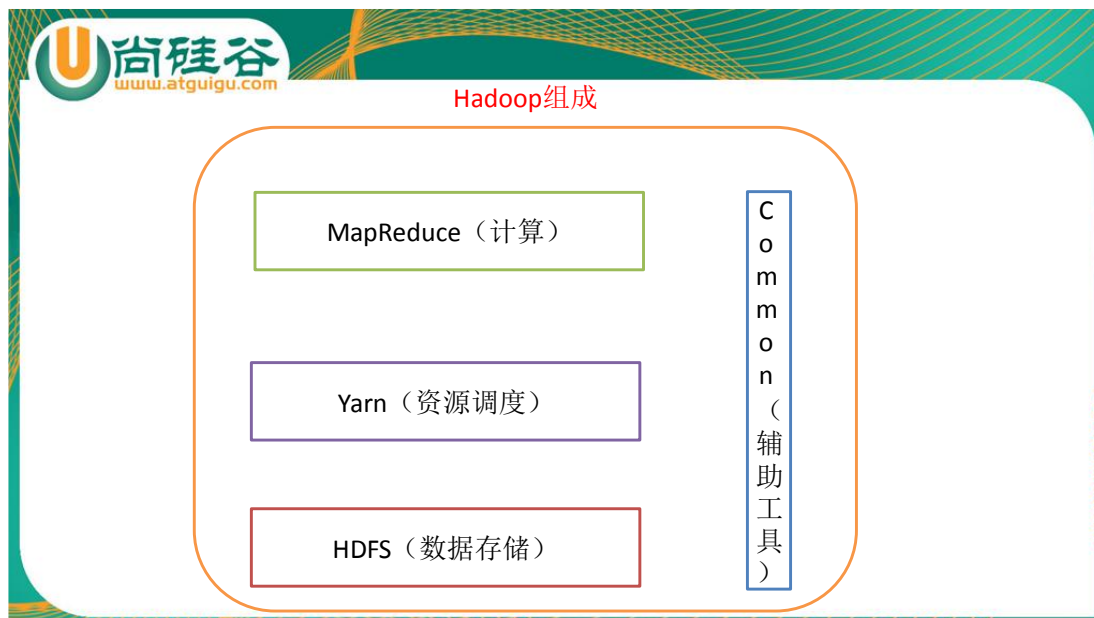 尚硅谷
www.atguigu.com
Hadoop组成
MapReduce（计算）
Yarn（资源调度）
HDFS（数据存储）
Common（辅助工具）